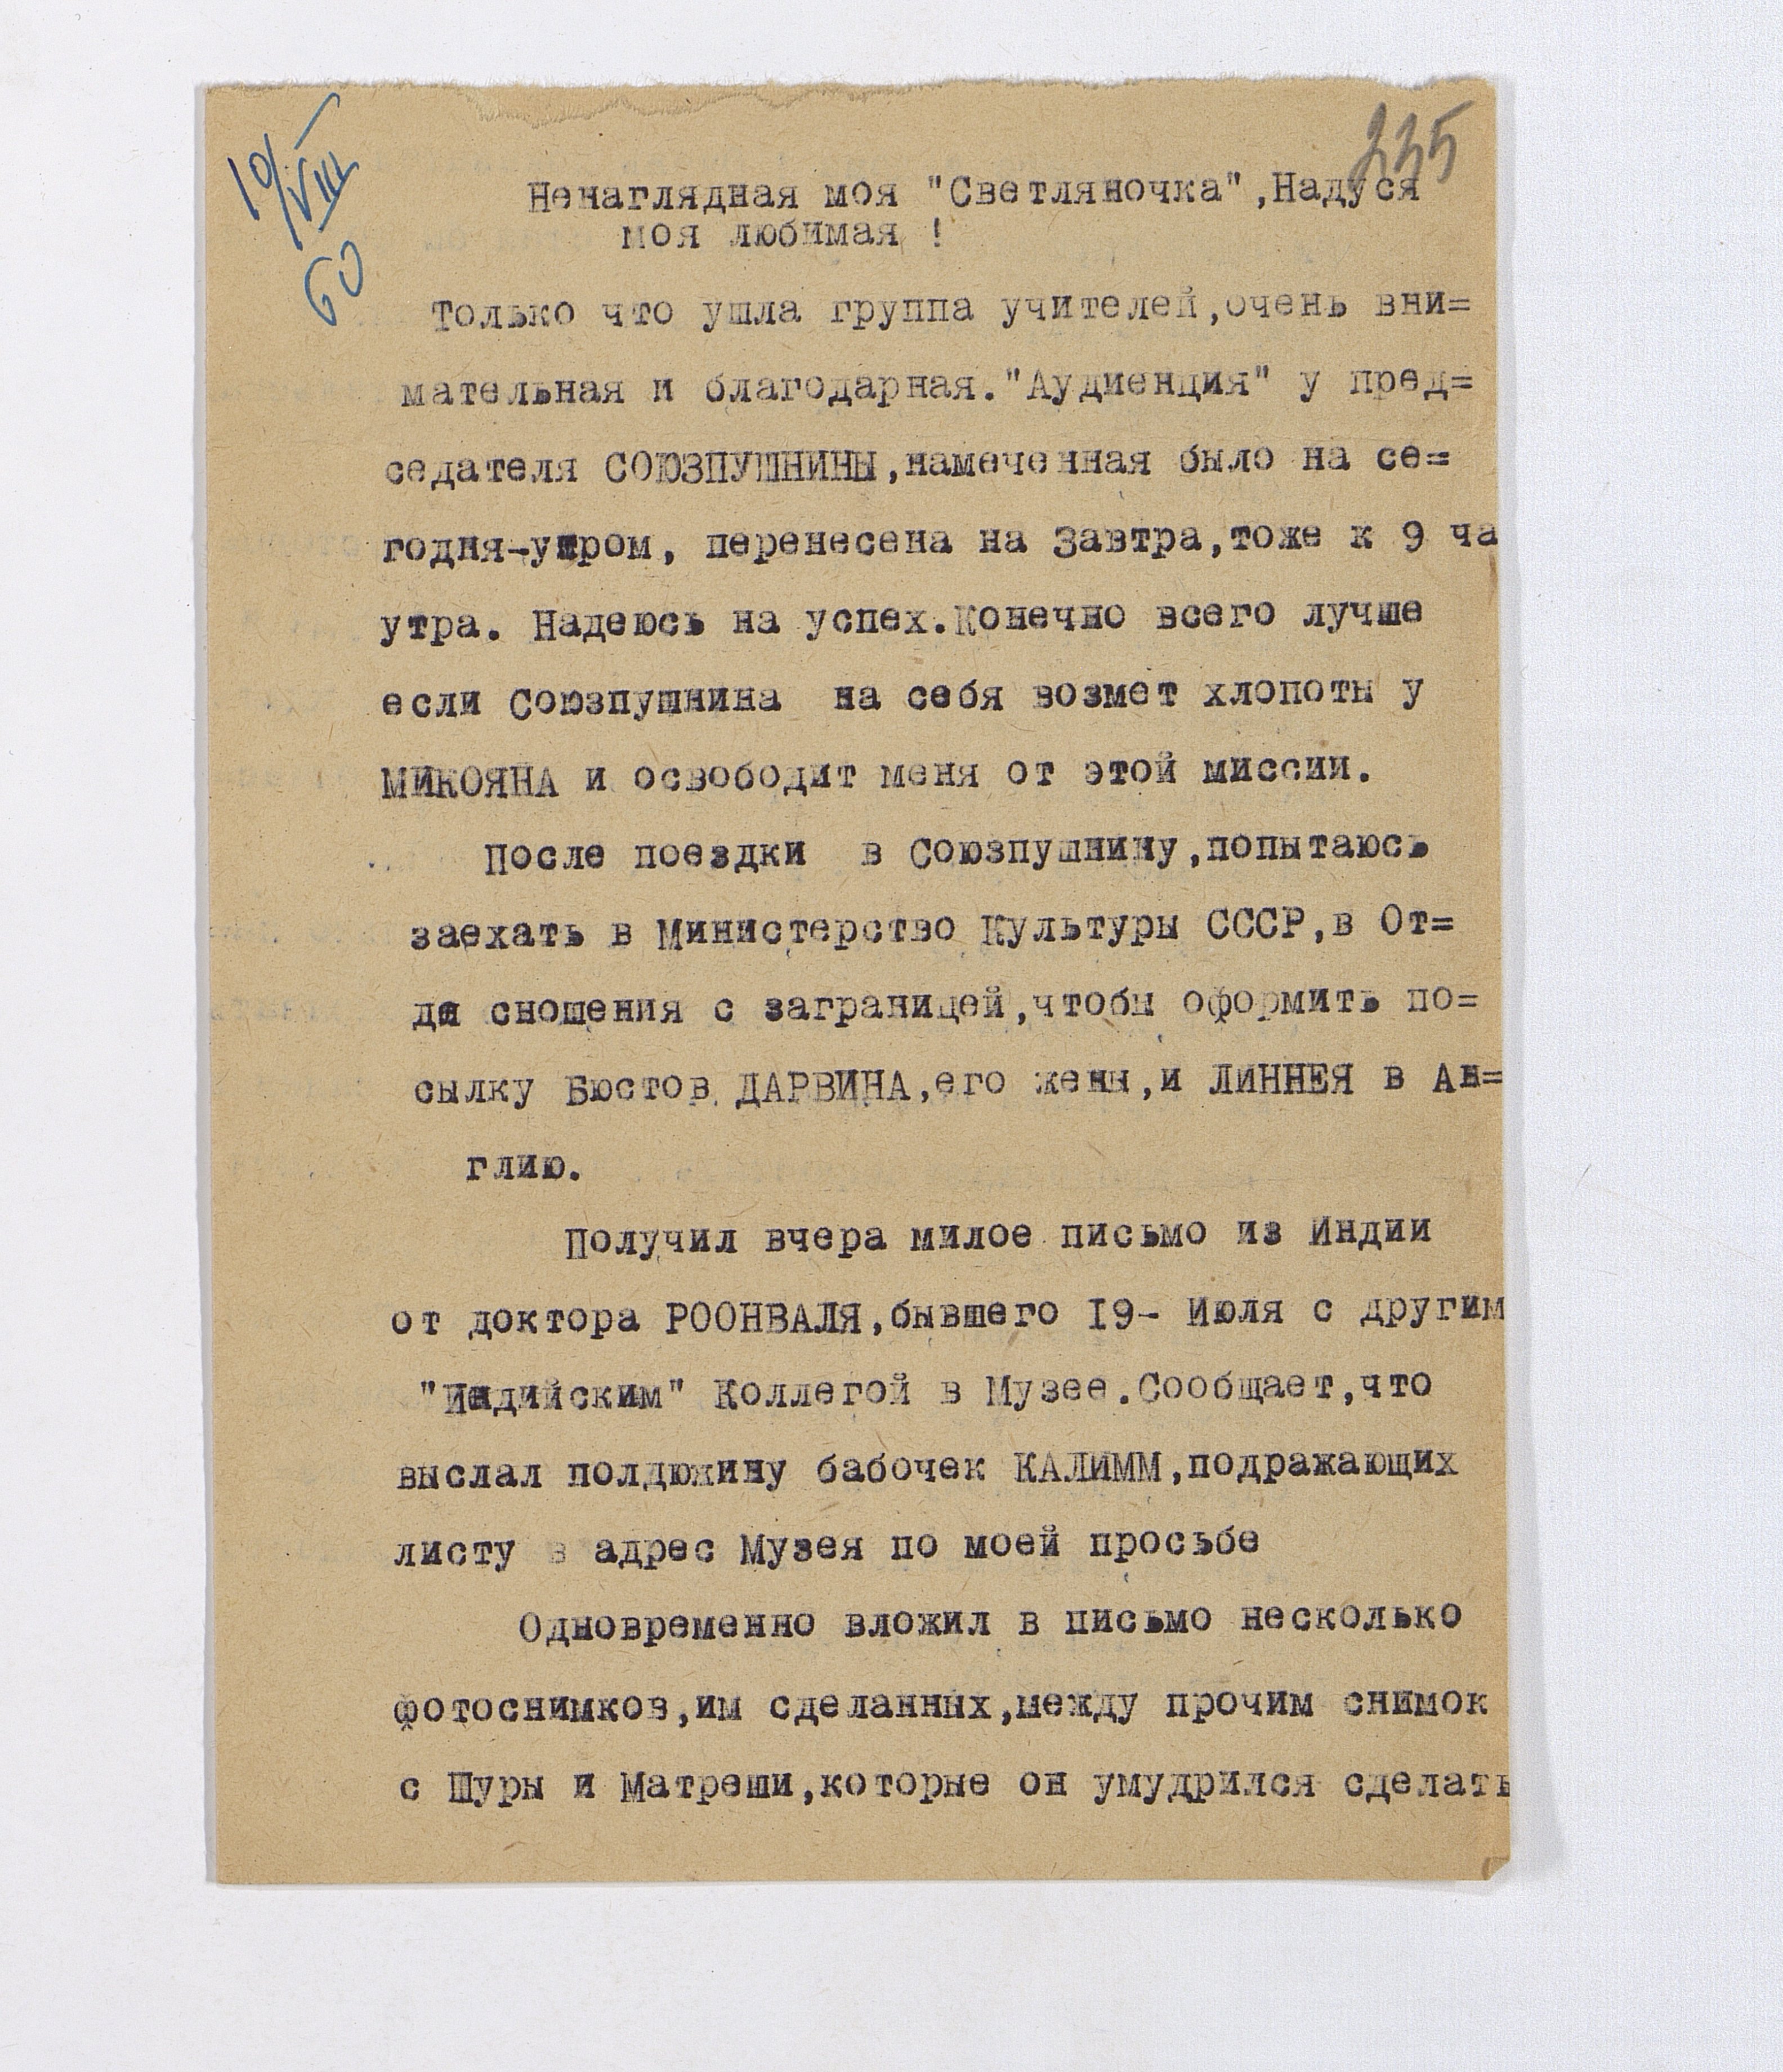 10/VIII
60
235
Ненаглядная моя "Светляночка",Надуся
моя любимая !
Только что ушла группа учителей,очень вни=
мательная и благодарная."Аудиенция" у пред=
седателя СОЮЗПУШНИНЫ,намеченная было на се=
годня-утром, перенесена на завтра,тоже к 9 ча
утра. Надеюсь на успех.Конечно всего лучше
если Союзпушнина на себя возмет хлопоты у
МИКОЯНА и освободит меня от этой миссии.
После поездки в Союзпушнину,попытаюсь
заехать в Министерство Культуры СССР,в От=
дл сношения с заграницей,чтобы оформить по=
сылку Бюстов ДАРВИНА,его жены,и ЛИННЕЯ в Ан=
глию.
Получил вчера милое письмо из Индии
от доктора РООНВАЛЯ,бывшего 19- Июля с другим
"Индийским" Коллегой в Музее.Сообщает,что
выслал полдюжину бабочек КАЛИММ,подражающих
листу в адрес Музея по моей просьбе
Одновременно вложил в письмо несколько
фотоснимков,им сделанных,между прочим снимок
с Шуры и Матреши,которые он умудрился сделать